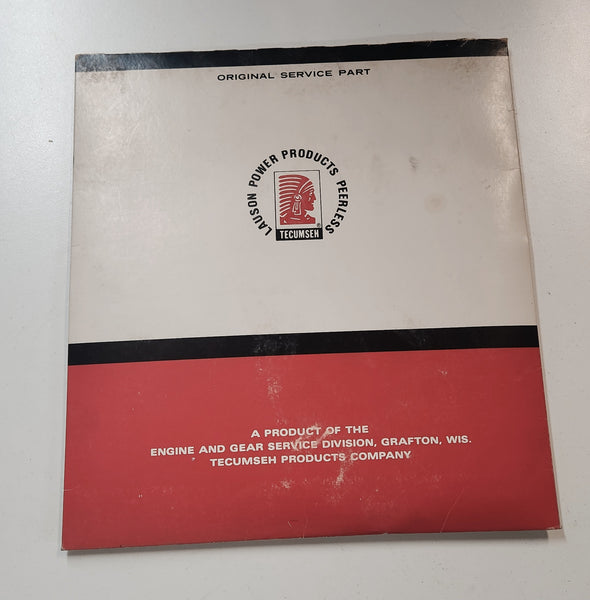 ORIGINAL SERVICE PART
LAUSON POWER PRODUCTS PEERLESS
TECUMSEH
A PRODUCT OF THE
ENGINE AND GEAR SERVICE DIVISION, GRAFTON, WIS.
TECUMSEH PRODUCTS COMPANY